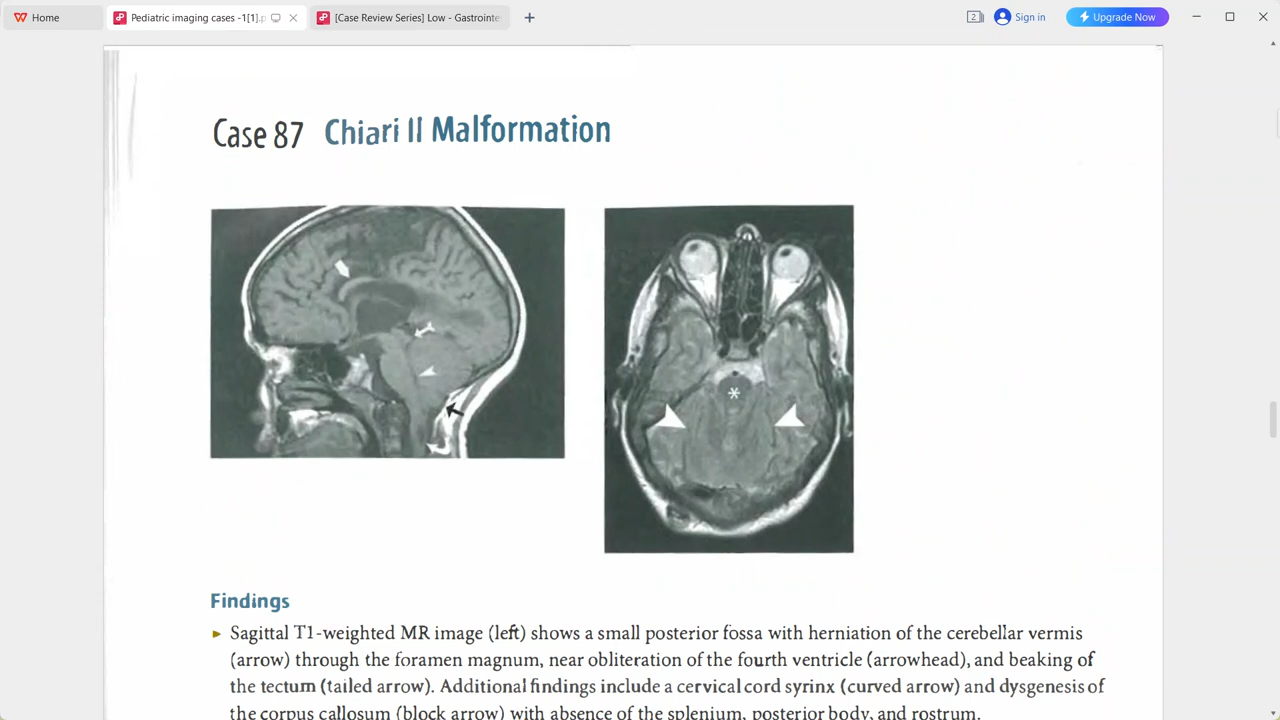 Home
Pediatric imaging cases -1[1].p
[Case Review Series] Low - Gastrointe
2
Sign in
Upgrade Now
Case 87 Chiari II Malformation
*
Findings
► Sagittal T1-weighted MR image (left) shows a small posterior fossa with herniation of the cerebellar vermis
(arrow) through the foramen magnum, near obliteration of the fourth ventricle (arrowhead), and beaking of
the tectum (tailed arrow). Additional findings include a cervical cord syrinx (curved arrow) and dysgenesis of
the corpus callosum (block arrow) with absence of the splenium, posterior body, and rostrum.